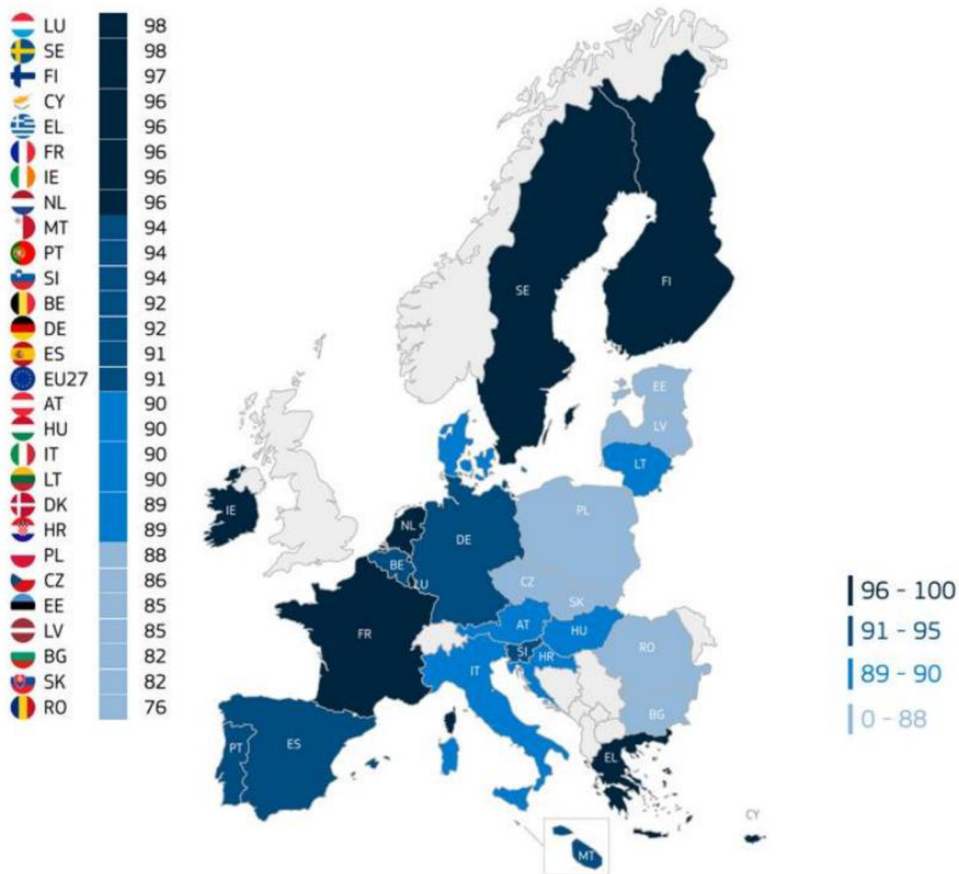 LU 98
SE 98
FI 97
CY 96
EL 96
FR 96
IE 96
NL 96
MT 94
PT 94
SI 94
BE 92
DE 92
ES 91
EU27 91
AT 90
HU 90
IT 90
LT 90
DK 89
HR 89
PL 88
CZ 86
EE 85
LV 85
BG 82
SK 82
RO 76
SE
FI
EE
LV
LT
IE
NL
PL
DE
BE
LU
CZ
SK
FR
AT
HU
SI
HR
RO
IT
BG
PT
ES
EL
CY
MT
96 - 100
91 - 95
89 - 90
0 - 88